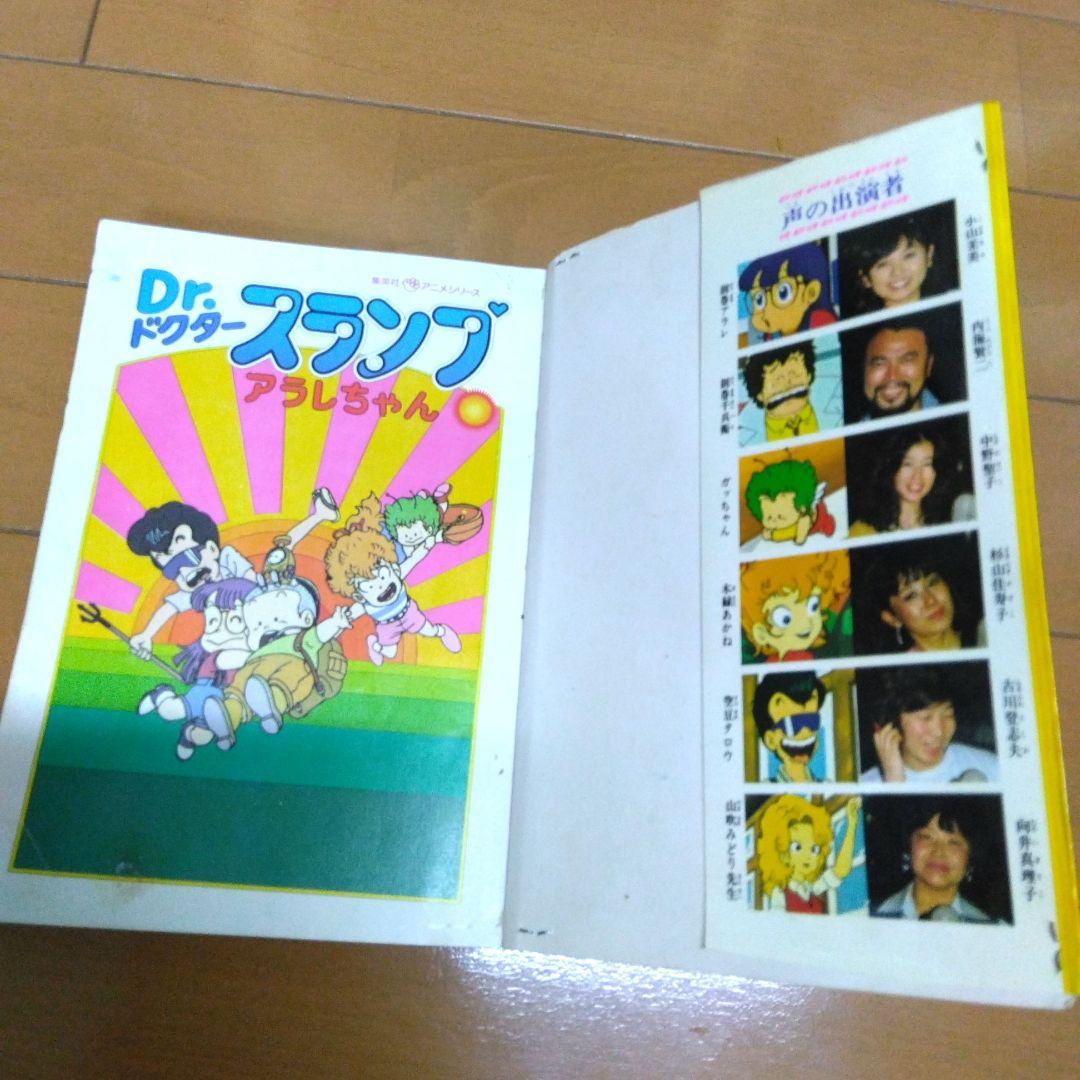 集英社 アニメシリーズ
Dr.
ドクター
スランプ
アラレちゃん
声の出演者
則巻アラレ
小山茉美
則巻千兵衛
内海賢二
ガッちゃん
中野聖子
木緑あかね
杉山佳寿子
空豆タロウ
古川登志夫
山吹みどり先生
向井真理子